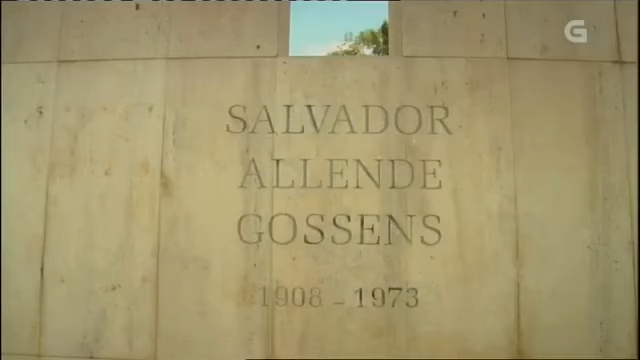 G
SALVADOR
ALLENDE
GOSSENS
1908 - 1973